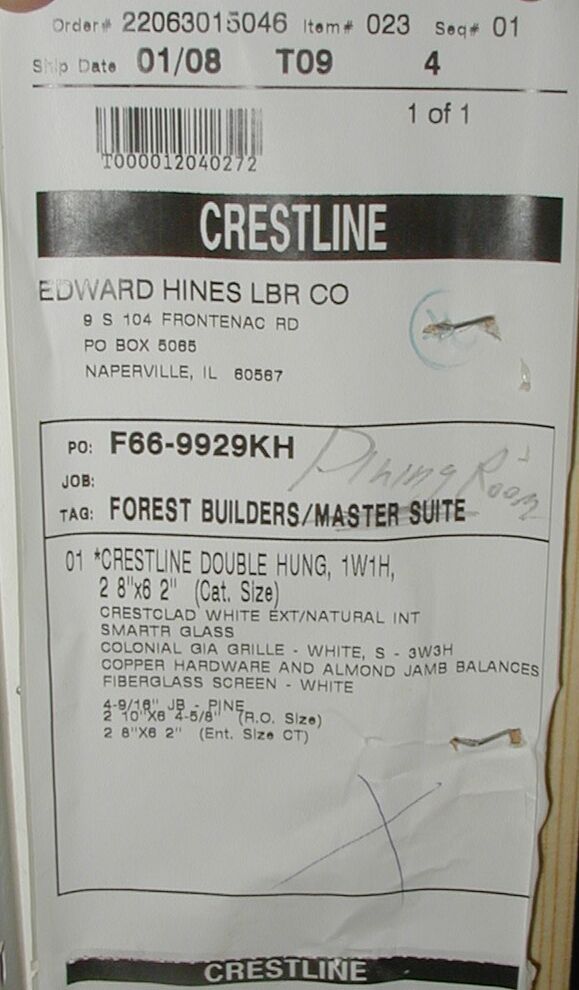 Order# 22063015046 Item# 023 Seq# 01
Ship Date 01/08 T09 4
1 of 1
T000012040272
CRESTLINE
EDWARD HINES LBR CO
9 S 104 FRONTENAC RD
PO BOX 5065
NAPERVILLE, IL 60567
PO: F66-9929KH
Dining Room
JOB:
TAG: FOREST BUILDERS/MASTER SUITE
01 *CRESTLINE DOUBLE HUNG, 1W1H,
2 8"x6 2" (Cat. Size)
CRESTCLAD WHITE EXT/NATURAL INT
SMARTR GLASS
COLONIAL GIA GRILLE - WHITE, S - 3W3H
COPPER HARDWARE AND ALMOND JAMB BALANCES
FIBERGLASS SCREEN - WHITE
4-9/16" JB - PINE
2 10"X6 4-5/8" (R.O. Size)
2 8"X6 2" (Ent. Size CT)
CRESTLINE